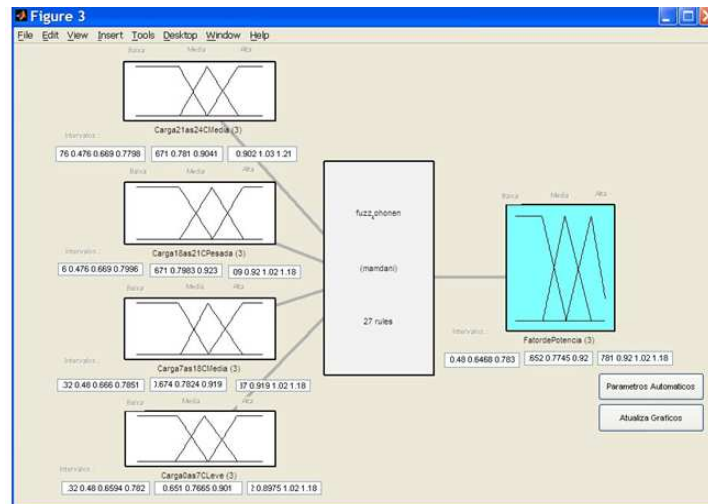 Figure 3
File Edit View Insert Tools Desktop Window Help
Baixa Media Alta
Carga21as24CMedia (3)
Intervalos :
76 0.476 0.669 0.7798 671 0.781 0.9041 0.902 1.03 1.21
Baixa Media Alta
Carga18as21CPesada (3)
Intervalos :
6 0.476 0.669 0.7996 671 0.7983 0.923 09 0.92 1.02 1.18
Baixa Media Alta
Carga7as18CMedia (3)
Intervalos :
.32 0.48 0.666 0.7851 0.674 0.7824 0.919 37 0.919 1.02 1.18
Baixa Media Alta
Carga0as7CLeve (3)
Intervalos :
.32 0.48 0.6594 0.782 0.651 0.7665 0.901 0.8975 1.02 1.18
(mamdani)
27 rules
Baixa Media Alta
FatordePotencia (3)
Intervalos :
0.48 0.6468 0.783 .652 0.7745 0.92 781 0.92 1.02 1.18
Parametros Automaticos
Atualiza Graficos